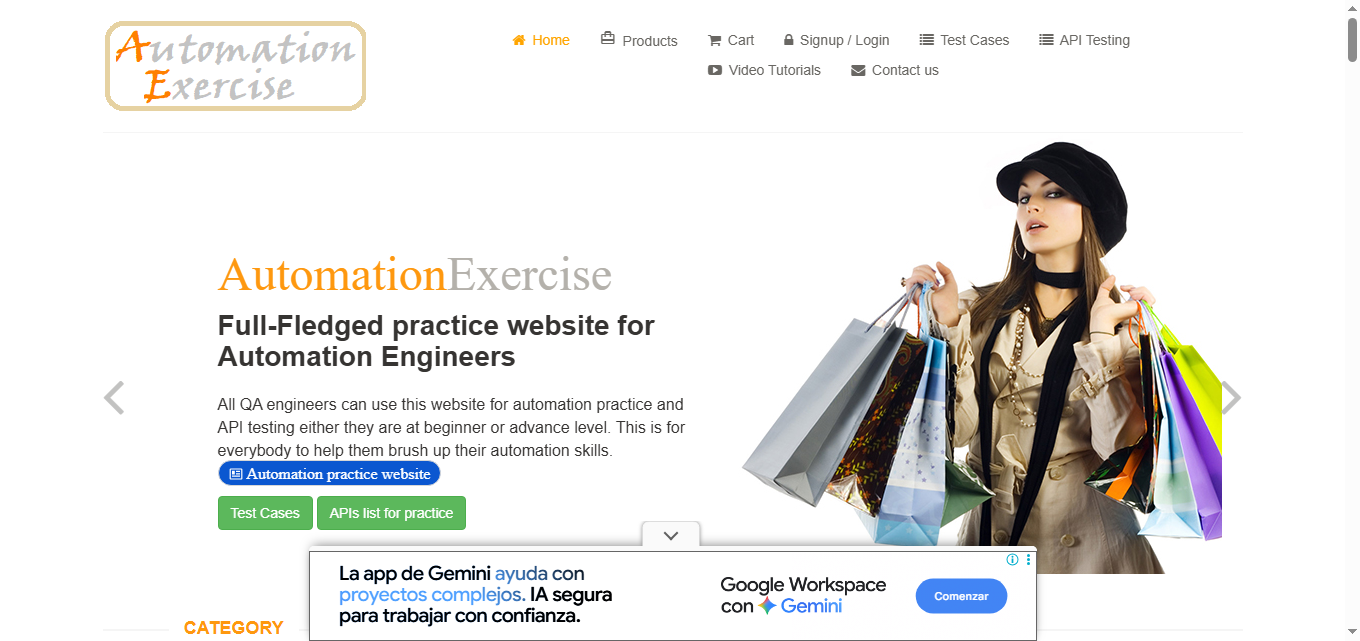 Automation
Exercise
Home
Products
Cart
Signup / Login
Test Cases
API Testing
Video Tutorials
Contact us
AutomationExercise
Full-Fledged practice website for
Automation Engineers
All QA engineers can use this website for automation practice and
API testing either they are at beginner or advance level. This is for
everybody to help them brush up their automation skills.
Automation practice website
Test Cases
APIs list for practice
La app de Gemini ayuda con
proyectos complejos. IA segura
para trabajar con confianza.
Google Workspace
con Gemini
Comenzar
CATEGORY